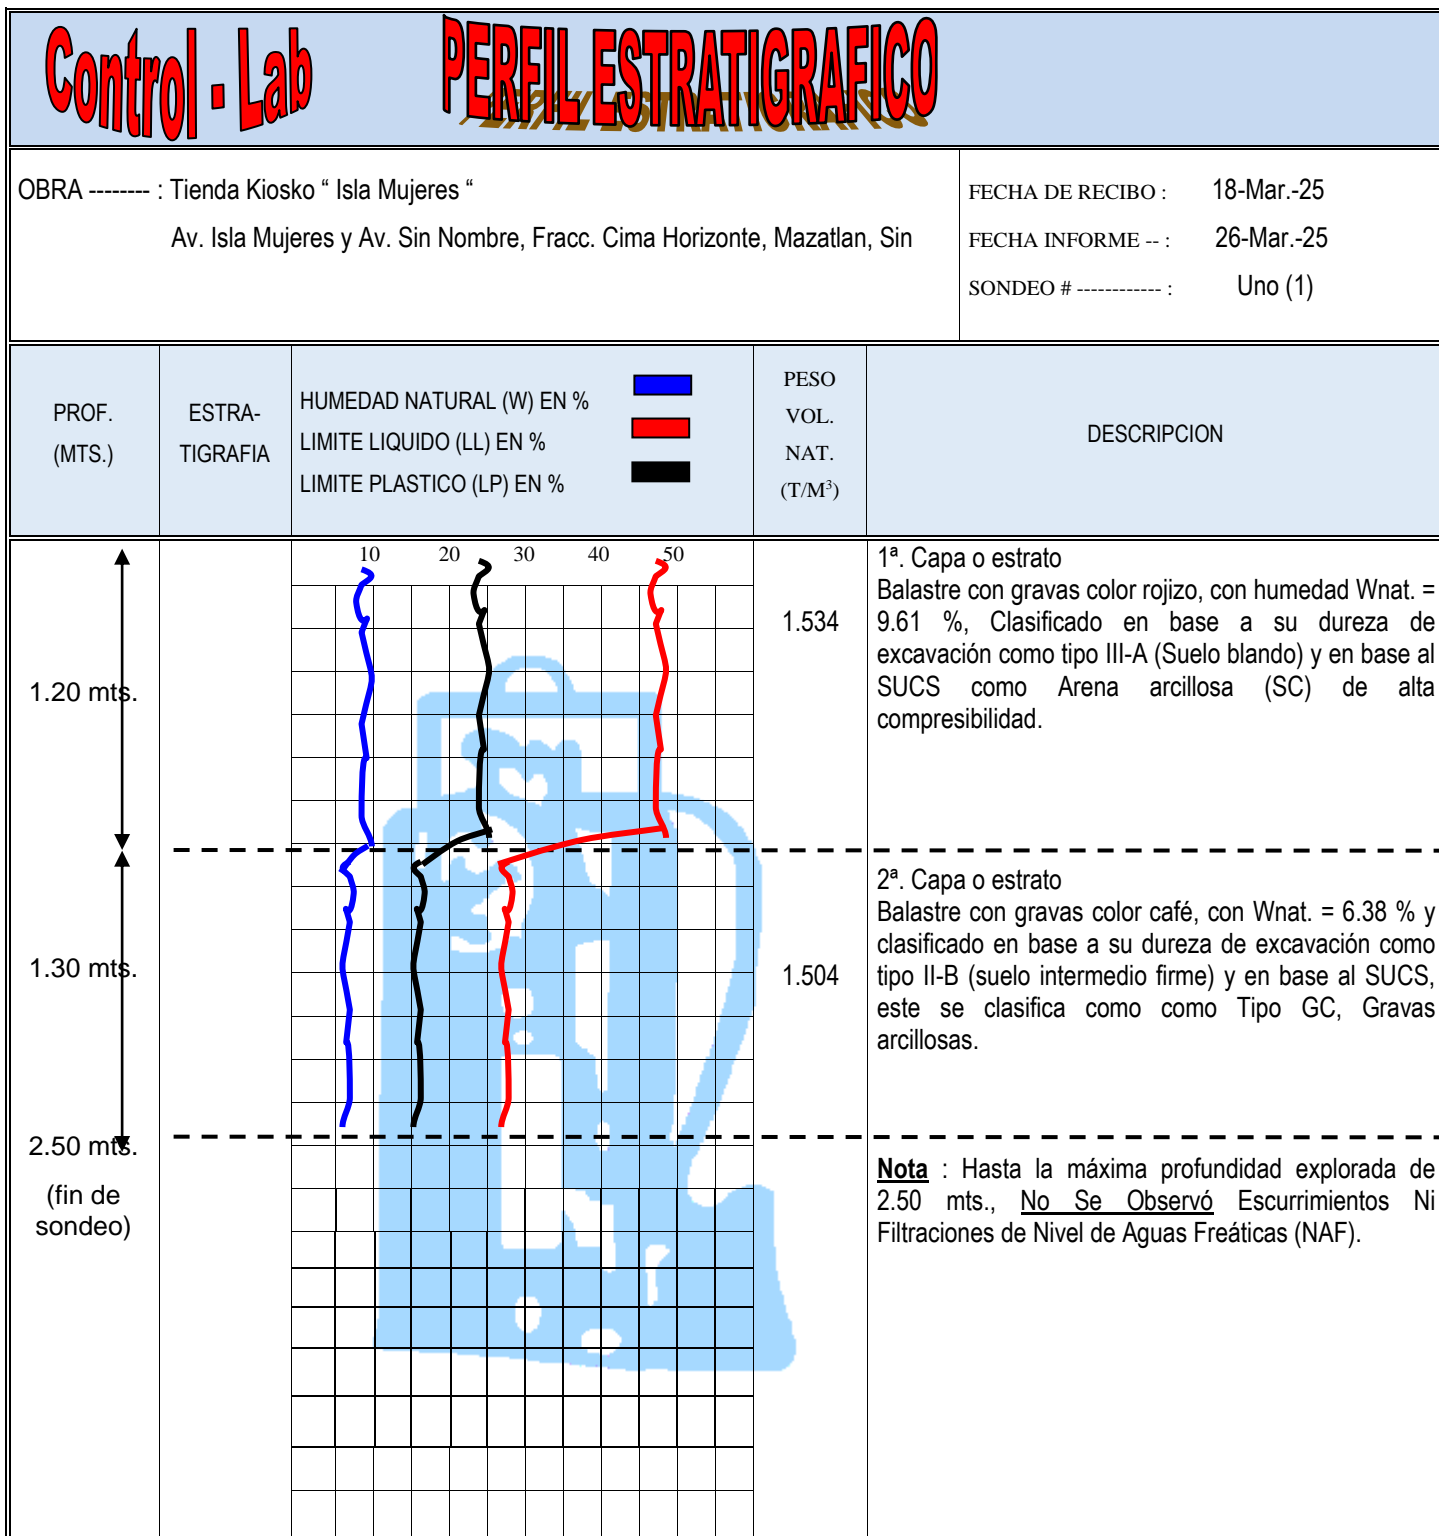 Control - Lab
PERFIL ESTRATIGRAFICO
OBRA -------- : Tienda Kiosko “ Isla Mujeres “
Av. Isla Mujeres y Av. Sin Nombre, Fracc. Cima Horizonte, Mazatlan, Sin
FECHA DE RECIBO : 18-Mar.-25
FECHA INFORME -- : 26-Mar.-25
SONDEO # ------------ : Uno (1)
PROF.
(MTS.)
ESTRA-
TIGRAFIA
HUMEDAD NATURAL (W) EN %
LIMITE LIQUIDO (LL) EN %
LIMITE PLASTICO (LP) EN %
PESO
VOL.
NAT.
(T/M³)
DESCRIPCION
10 20 30 40 50
1.20 mts.
1.534
1ª. Capa o estrato
Balastre con gravas color rojizo, con humedad Wnat. =
9.61 %, Clasificado en base a su dureza de
excavación como tipo III-A (Suelo blando) y en base al
SUCS como Arena arcillosa (SC) de alta
compresibilidad.
1.30 mts.
1.504
2ª. Capa o estrato
Balastre con gravas color café, con Wnat. = 6.38 % y
clasificado en base a su dureza de excavación como
tipo II-B (suelo intermedio firme) y en base al SUCS,
este se clasifica como como Tipo GC, Gravas
arcillosas.
2.50 mts.
(fin de
sondeo)
Nota : Hasta la máxima profundidad explorada de
2.50 mts., No Se Observó Escurrimientos Ni
Filtraciones de Nivel de Aguas Freáticas (NAF).